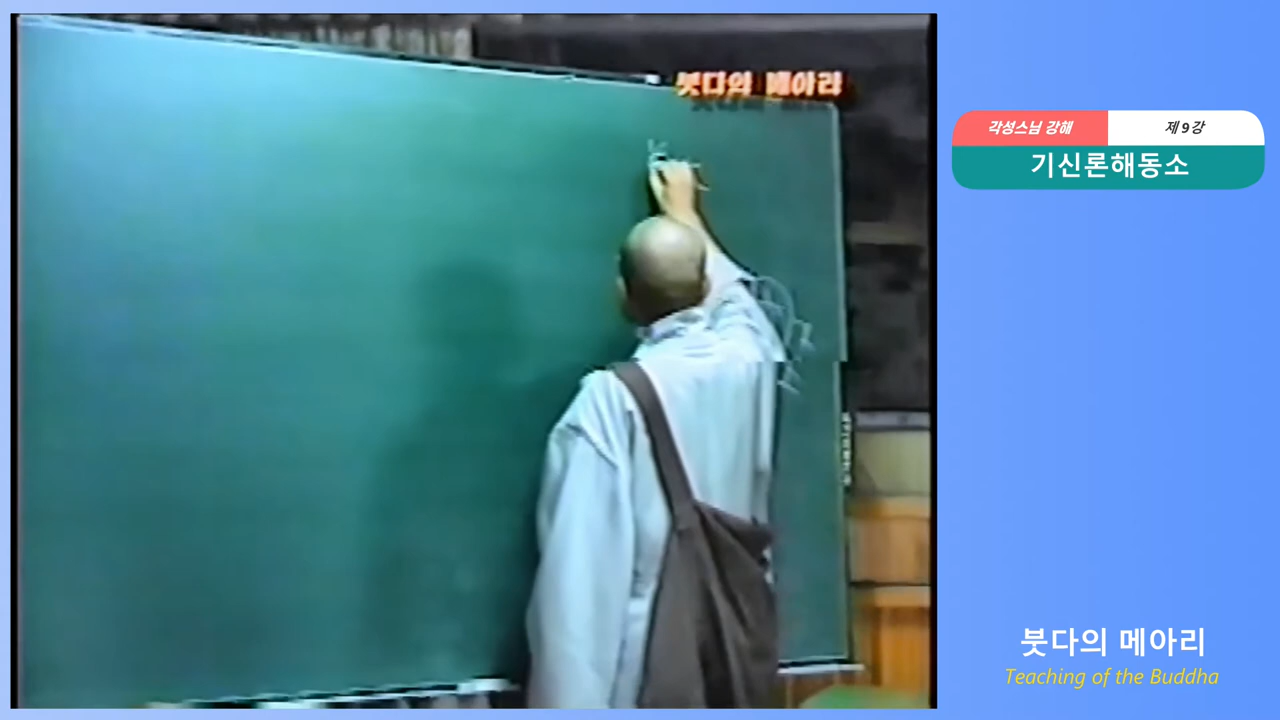 붓다의 메아리
각성스님 강해
제 9 강
기신론해동소
붓다의 메아리
Teaching of the Buddha